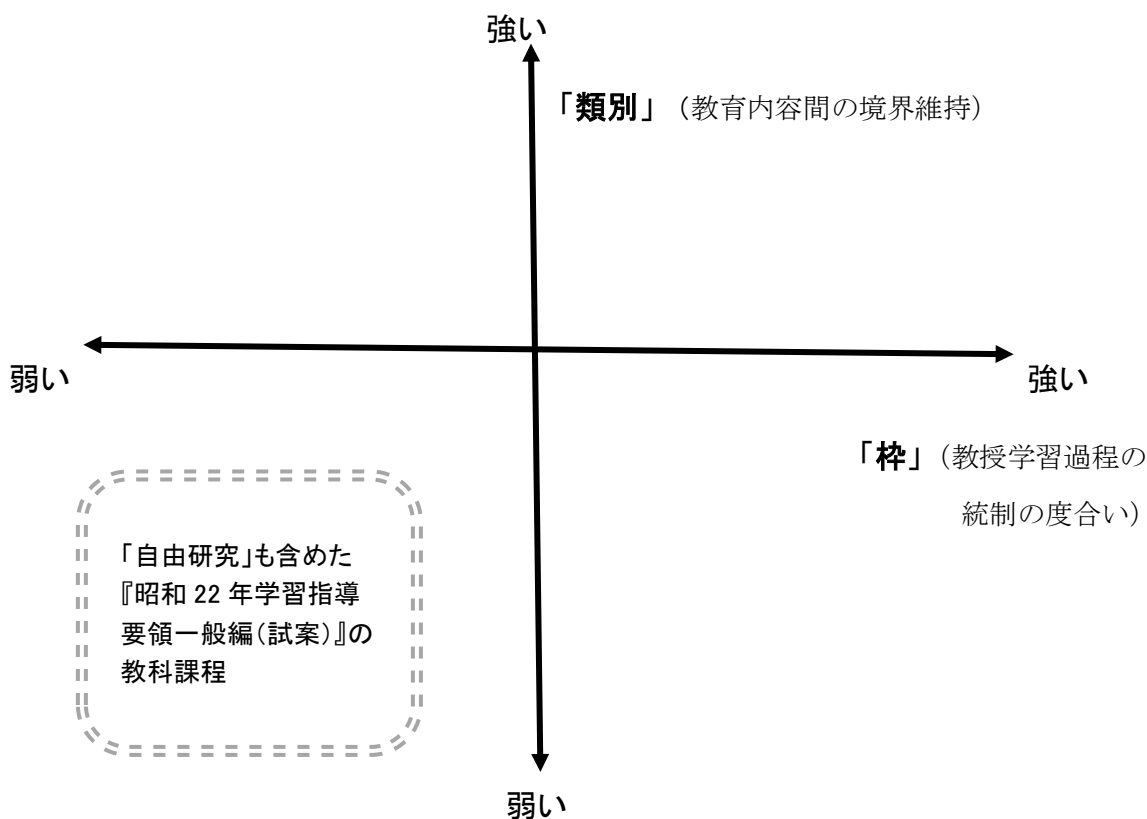 強い
「類別」（教育内容間の境界維持）
弱い
強い
「枠」（教授学習過程の
統制の度合い）
「自由研究」も含めた
『昭和 22 年学習指導
要領一般編（試案）』の
教科課程
弱い